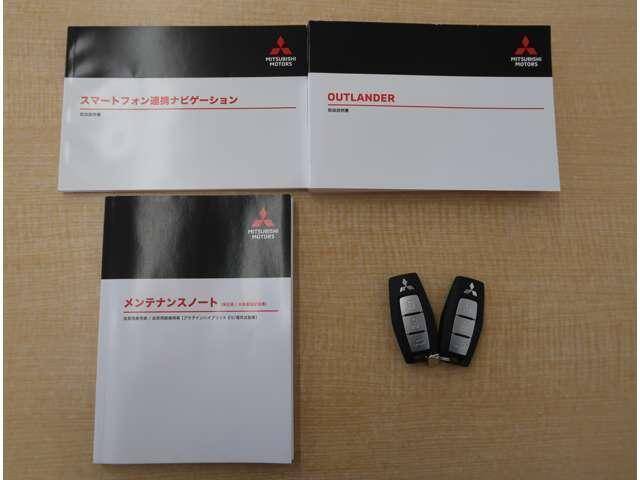 MITSUBISHI
MOTORS
スマートフォン連携ナビゲーション
取扱説明書
MITSUBISHI
MOTORS
OUTLANDER
取扱説明書
MITSUBISHI
MOTORS
メンテナンスノート